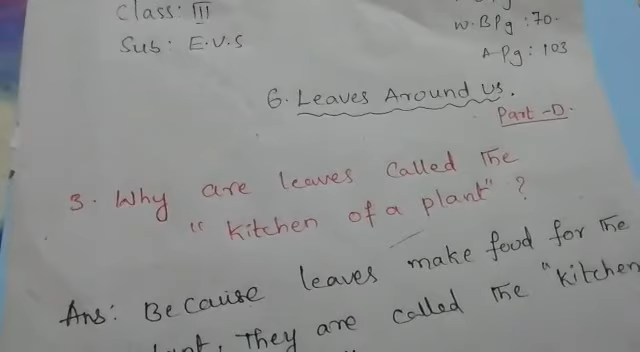 Class: III
W.B Pg : 70.
Sub: E.V.S
A Pg: 103
6. Leaves Around us.
Part-D.
3. Why are leaves called the
" kitchen of a plant" ?
Ans: Because leaves make food for the
They are called the "kitchen